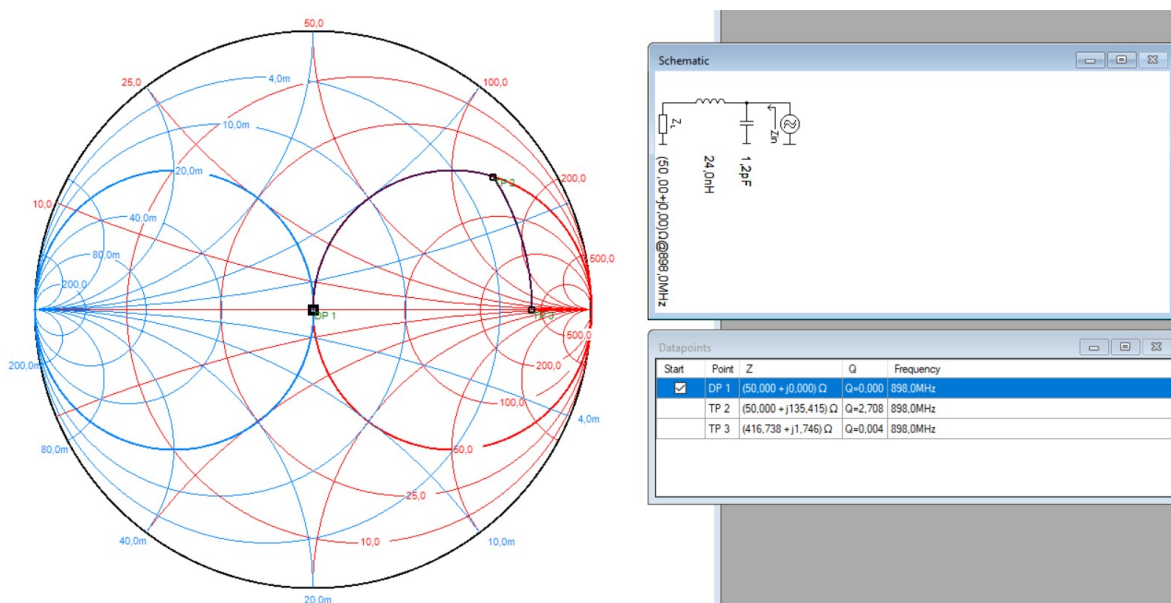 50,0
25,0
4,0m
100,0
10,0m
20,0m
TP 2
200,0
10,0
40,0m
80,0m
500,0
200,0
DP 1
TP 3
500,0
200,0m
200,0
100,0
4,0m
80,0m
50,0
25,0
40,0m
10,0
10,0m
20,0m
Schematic
Z L
Zin
(50,00+j0,00)Ω@898,0MHz
24,0nH
1,2pF
Datapoints
Start Point Z Q Frequency
DP 1 (50,000 + j0,000) Ω Q=0,000 898,0MHz
TP 2 (50,000 + j135,415) Ω Q=2,708 898,0MHz
TP 3 (416,738 + j1,746) Ω Q=0,004 898,0MHz